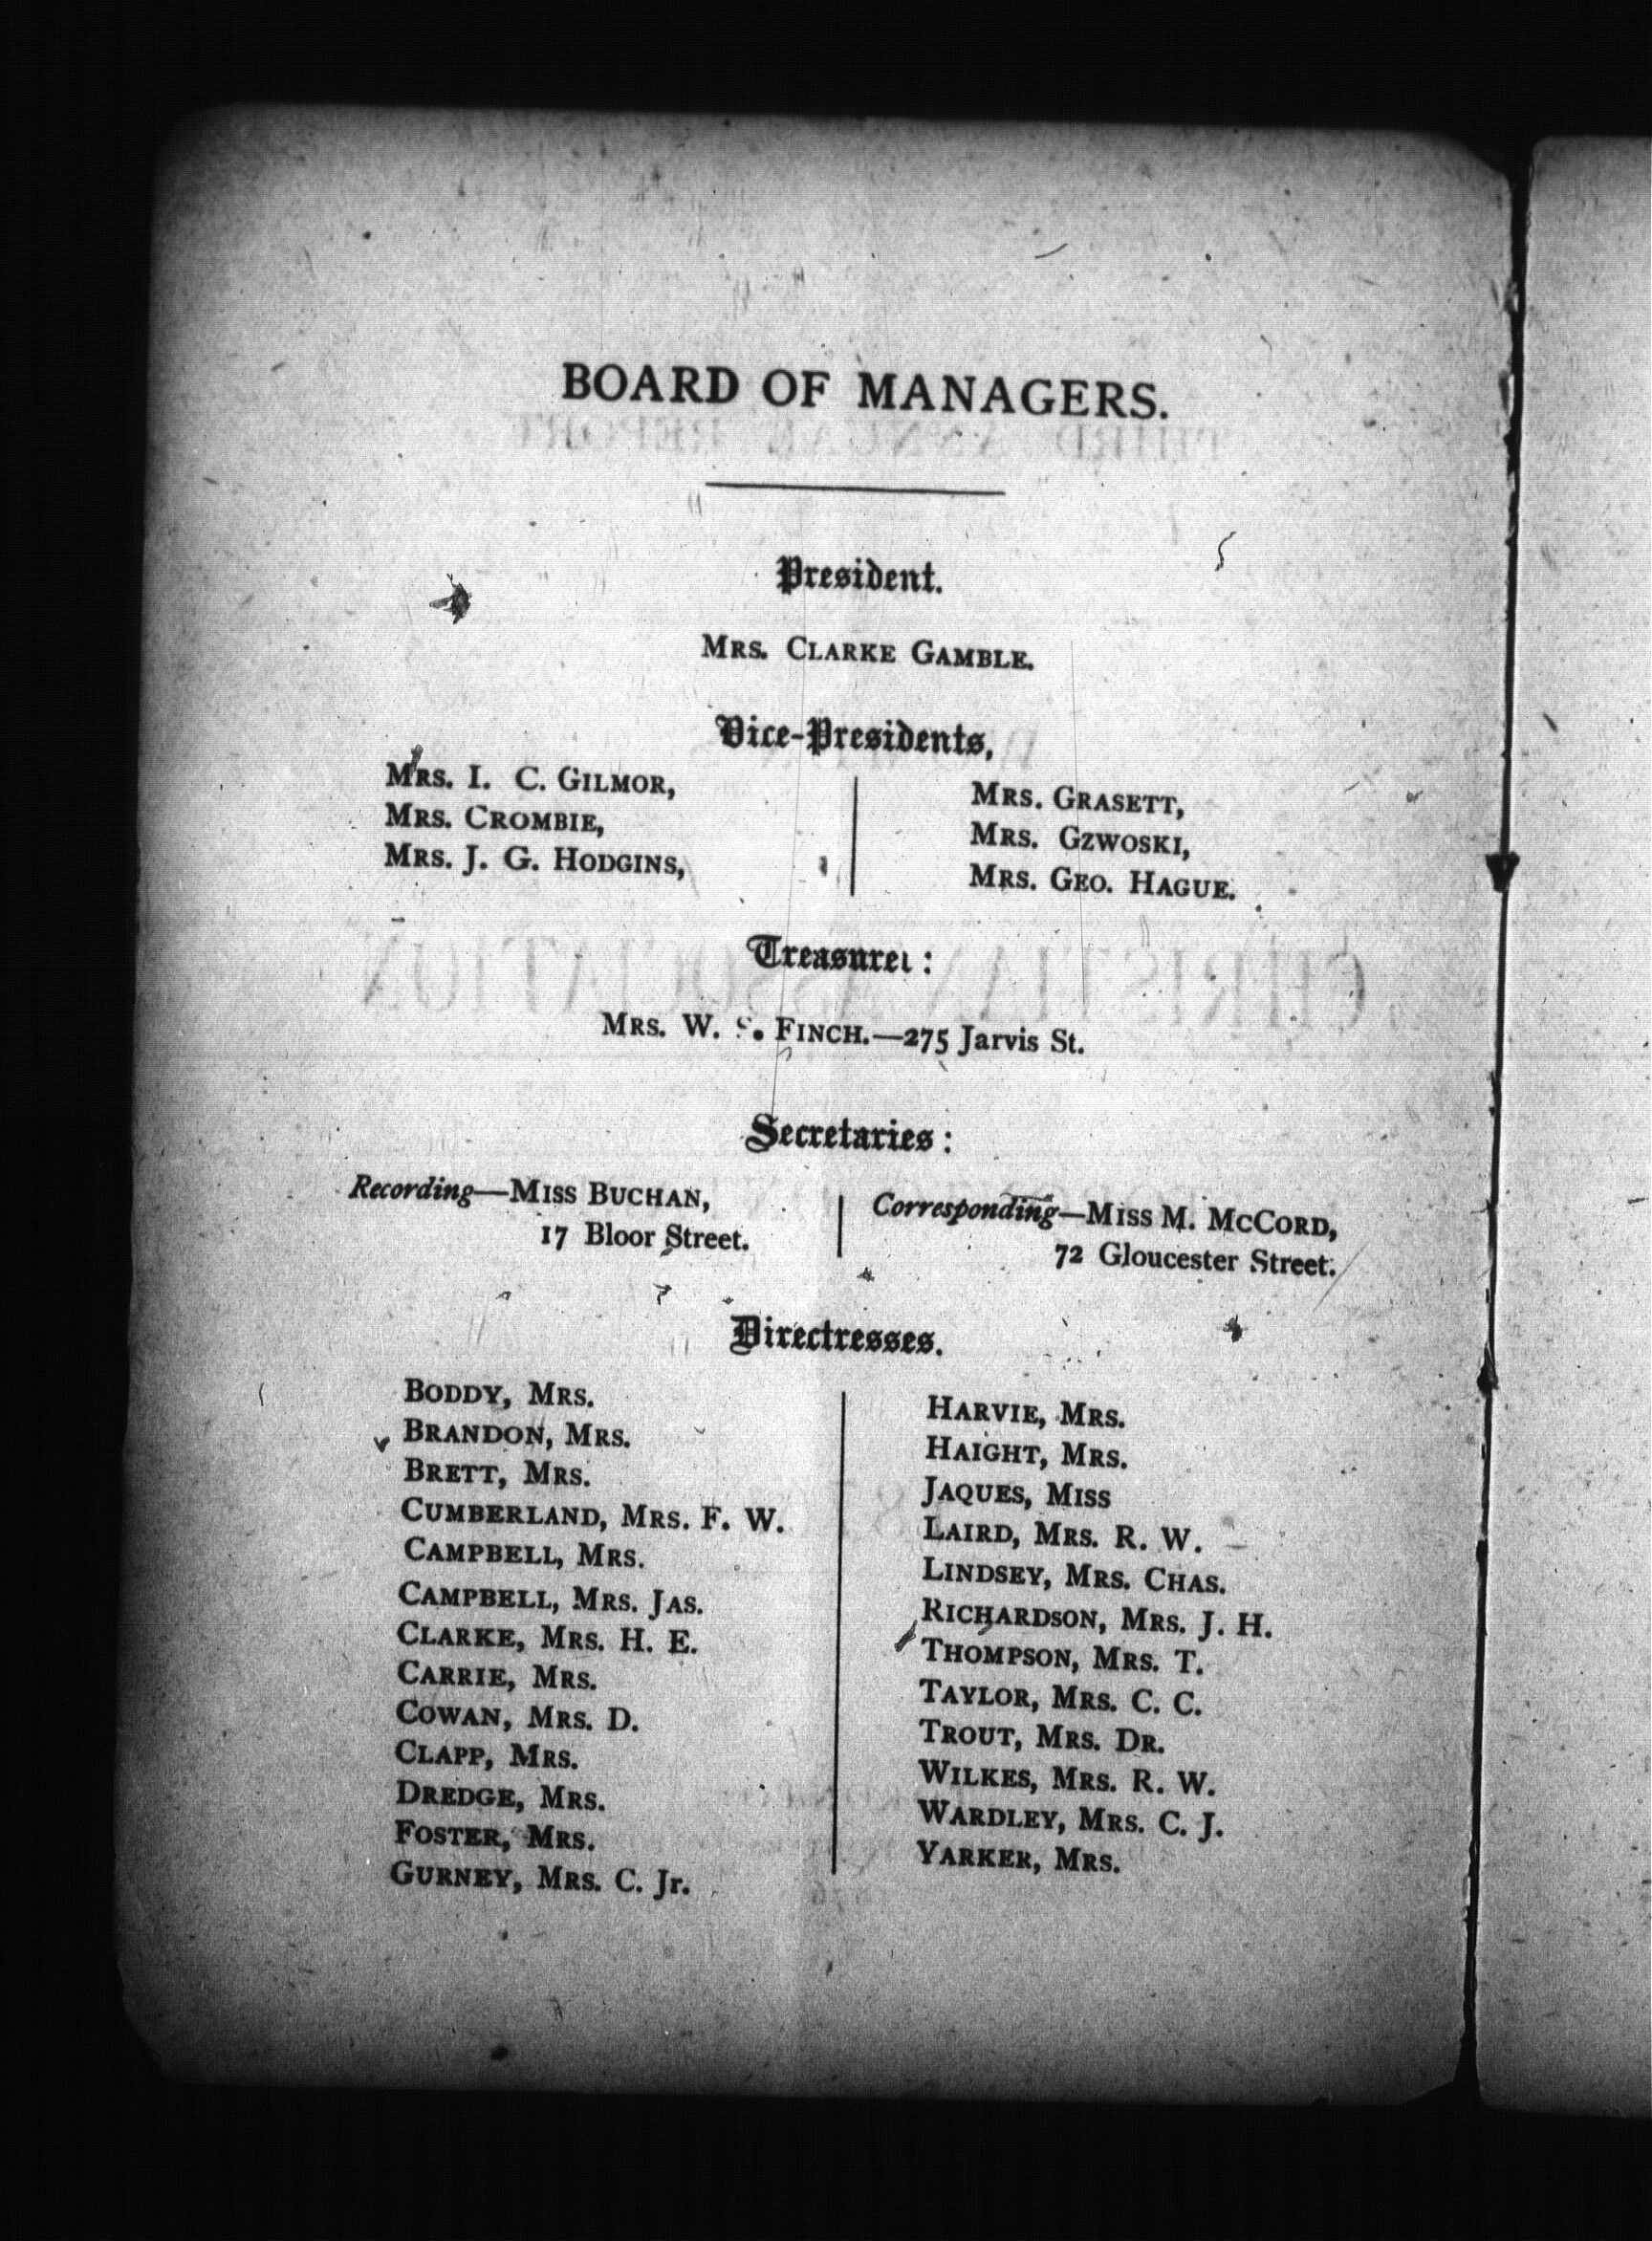 BOARD OF MANAGERS.
President.
MRS. CLARKE GAMBLE.
Vice-Presidents,
MRS. I. C. GILMOR,
MRS. CROMBIE,
MRS. J. G. HODGINS,
MRS. GRASETT,
MRS. GZWOSKI,
MRS. GEO. HAGUE.
Treasurer:
MRS. W. FINCH.—275 Jarvis St.
Secretaries:
Recording—MISS BUCHAN,
17 Bloor Street.
Corresponding—MISS M. MCCORD,
72 Gloucester Street.
Directresses.
BODDY, MRS.
BRANDON, MRS.
BRETT, MRS.
CUMBERLAND, MRS. F. W.
CAMPBELL, MRS.
CAMPBELL, MRS. JAS.
CLARKE, MRS. H. E.
CARRIE, MRS.
COWAN, MRS. D.
CLAPP, MRS.
DREDGE, MRS.
FOSTER, MRS.
GURNEY, MRS. C. Jr.
HARVIE, MRS.
HAIGHT, MRS.
JAQUES, MISS
LAIRD, MRS. R. W.
LINDSEY, MRS. CHAS.
RICHARDSON, MRS. J. H.
THOMPSON, MRS. T.
TAYLOR, MRS. C. C.
TROUT, MRS. DR.
WILKES, MRS. R. W.
WARDLEY, MRS. C. J.
YARKER, MRS.